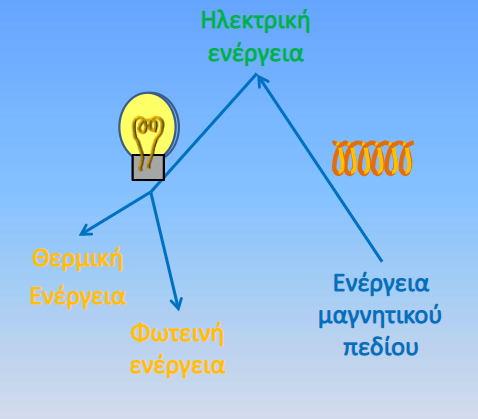 Ηλεκτρική
ενέργεια
Θερμική
Ενέργεια
Φωτεινή
ενέργεια
Ενέργεια
μαγνητικού
πεδίου